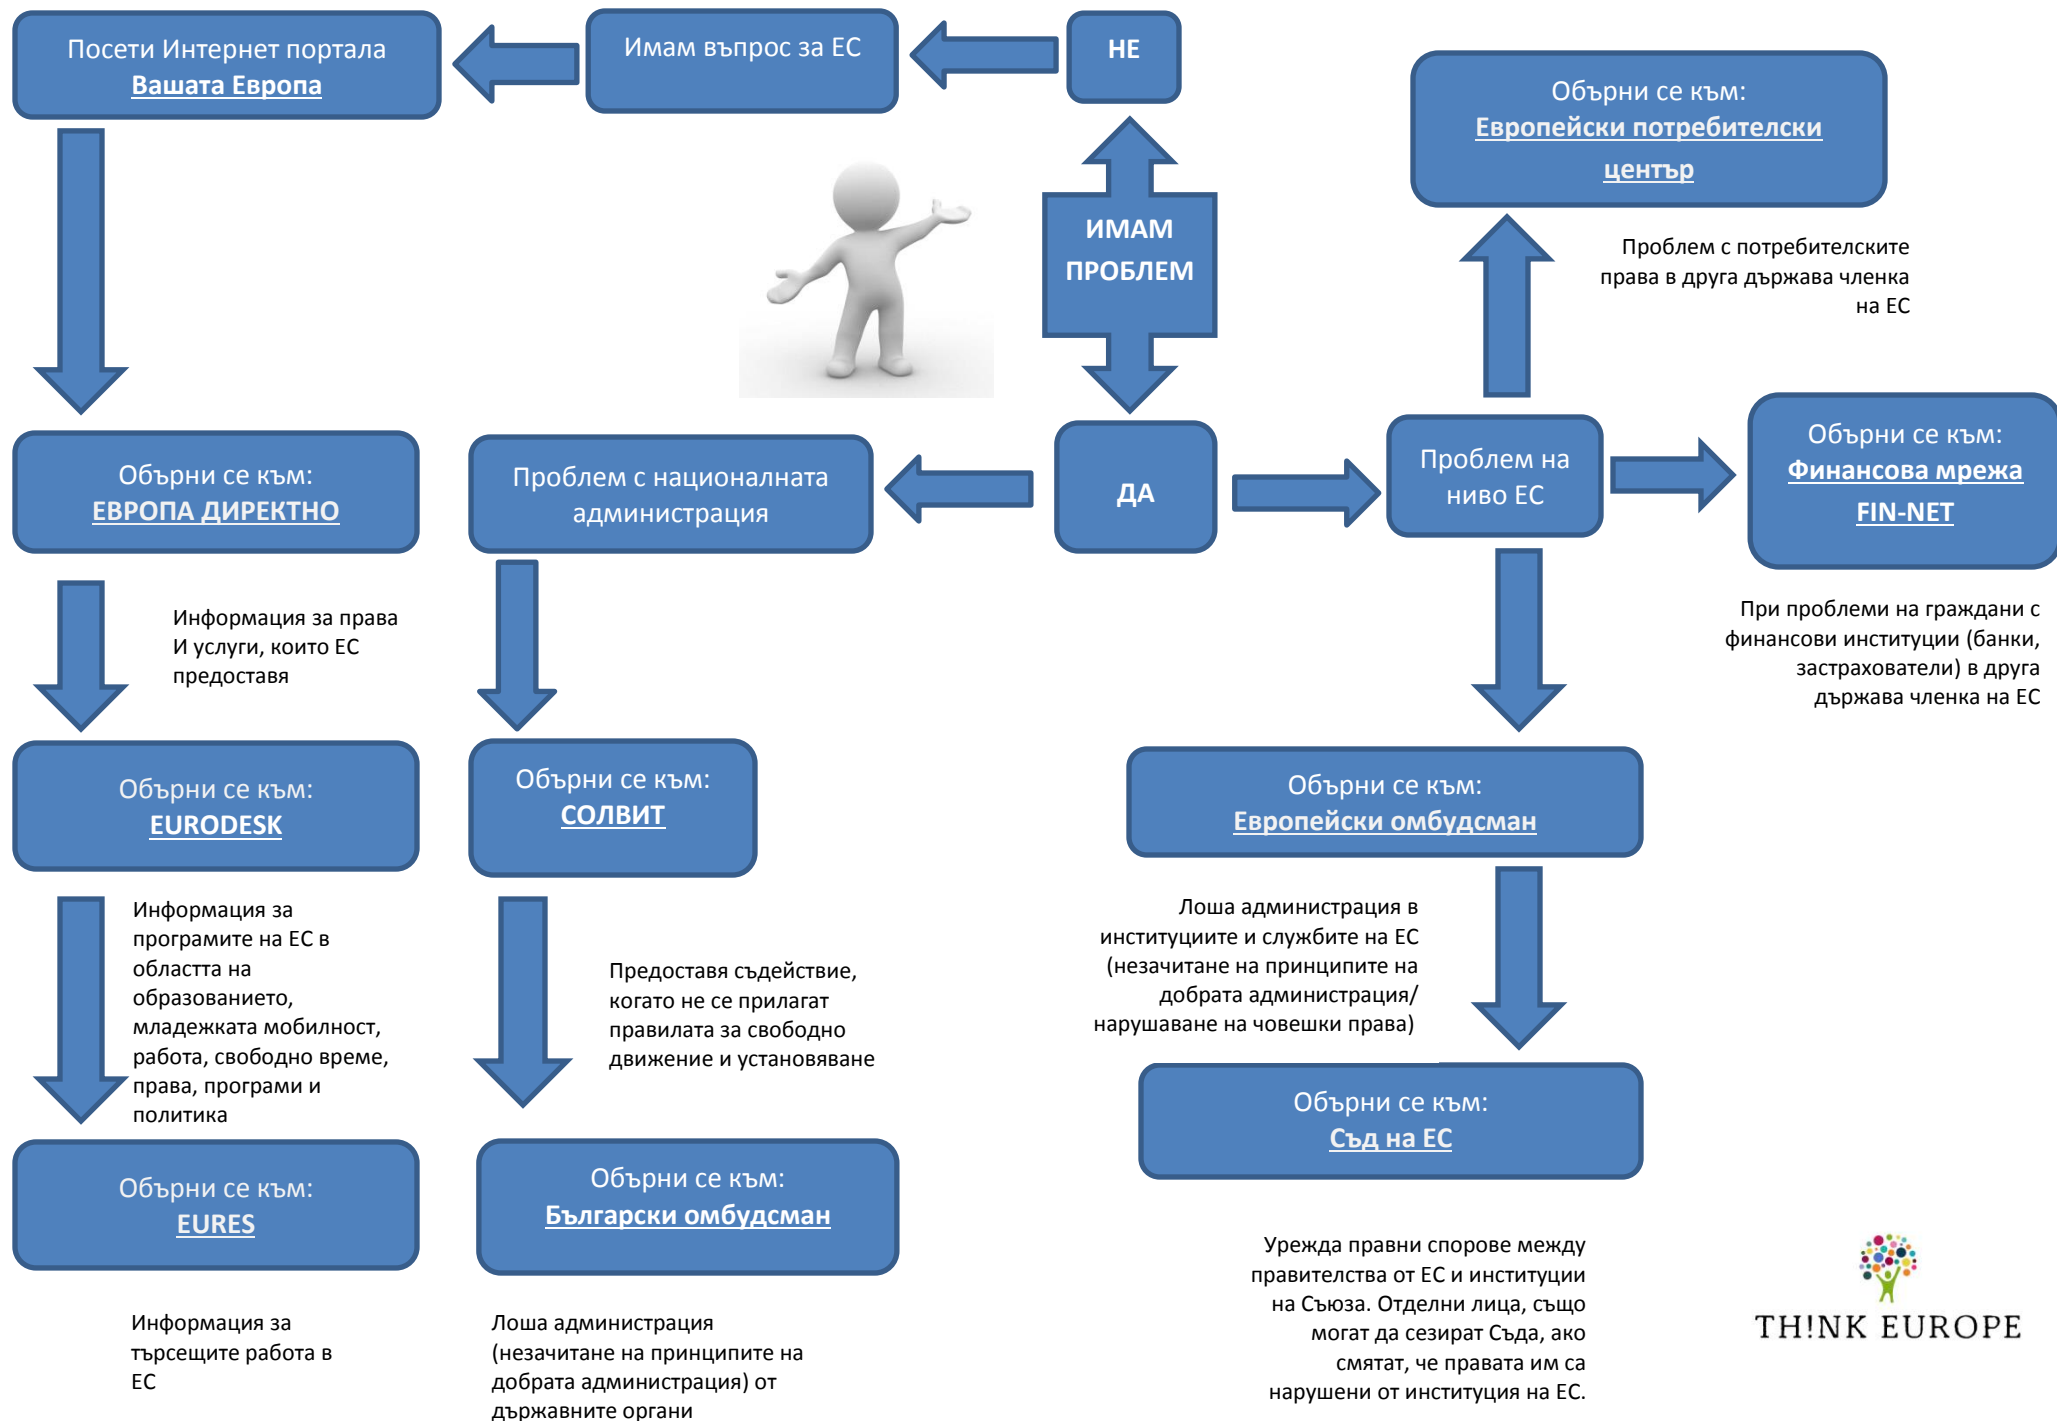 Посети Интернет портала
Вашата Европа
Имам въпрос за ЕС
НЕ
Обърни се към:
Европейски потребителски
център
ИМАМ
ПРОБЛЕМ
Проблем с потребителските
права в друга държава членка
на ЕС
Обърни се към:
ЕВРОПА ДИРЕКТНО
Проблем с националната
администрация
ДА
Проблем на
ниво ЕС
Обърни се към:
Финансова мрежа
FIN-NET
Информация за права
И услуги, които ЕС
предоставя
При проблеми на граждани с
финансови институции (банки,
застрахователи) в друга
държава членка на ЕС
Обърни се към:
EURODESK
Обърни се към:
СОЛВИТ
Обърни се към:
Европейски омбудсман
Информация за
програмите на ЕС в
областта на
образованието,
младежката мобилност,
работа, свободно време,
права, програми и
политика
Предоставя съдействие,
когато не се прилагат
правилата за свободно
движение и установяване
Лоша администрация в
институциите и службите на ЕС
(незачитане на принципите на
добрата администрация/
нарушаване на човешки права)
Обърни се към:
EURES
Обърни се към:
Български омбудсман
Обърни се към:
Съд на ЕС
Информация за
търсещите работа в
ЕС
Лоша администрация
(незачитане на принципите на
добрата администрация) от
държавните органи
Урежда правни спорове между
правителства от ЕС и институции
на Съюза. Отделни лица, също
могат да сезират Съда, ако
смятат, че правата им са
нарушени от институция на ЕС.
TH!NK EUROPE